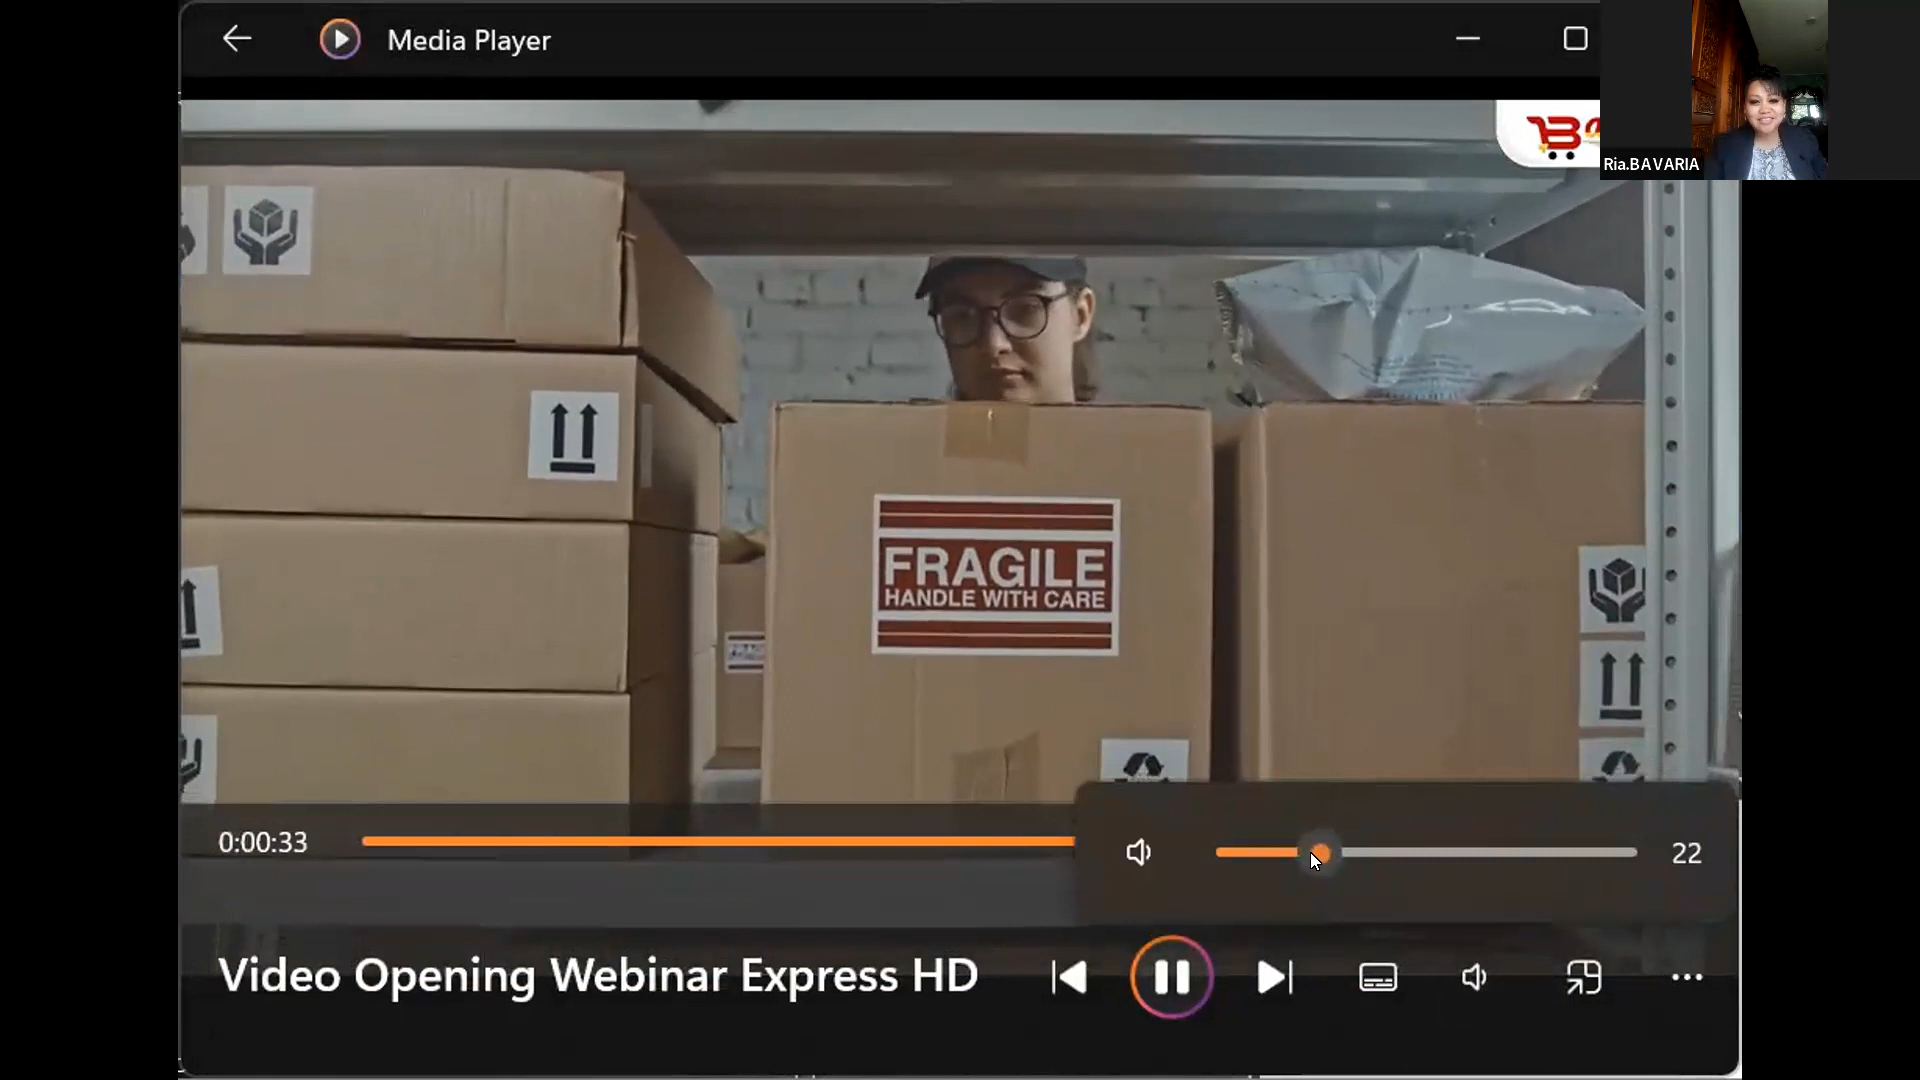 Media Player
Ria.BAVARIA
FRAGILE
HANDLE WITH CARE
0:00:33
22
Video Opening Webinar Express HD